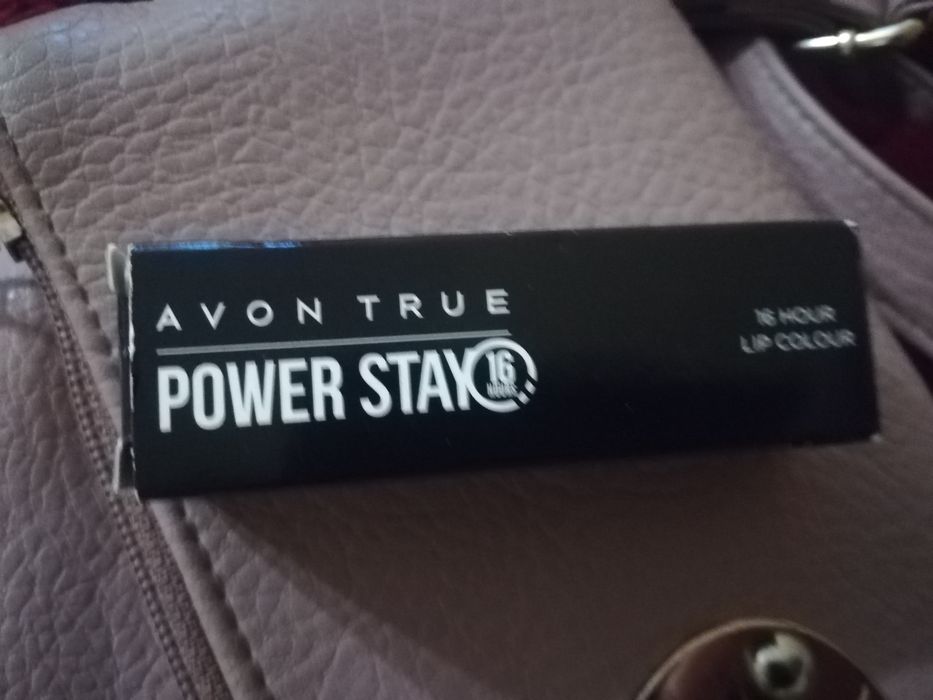 AVON TRUE
POWER STAY 16
HOURS
16 HOUR
LIP COLOUR